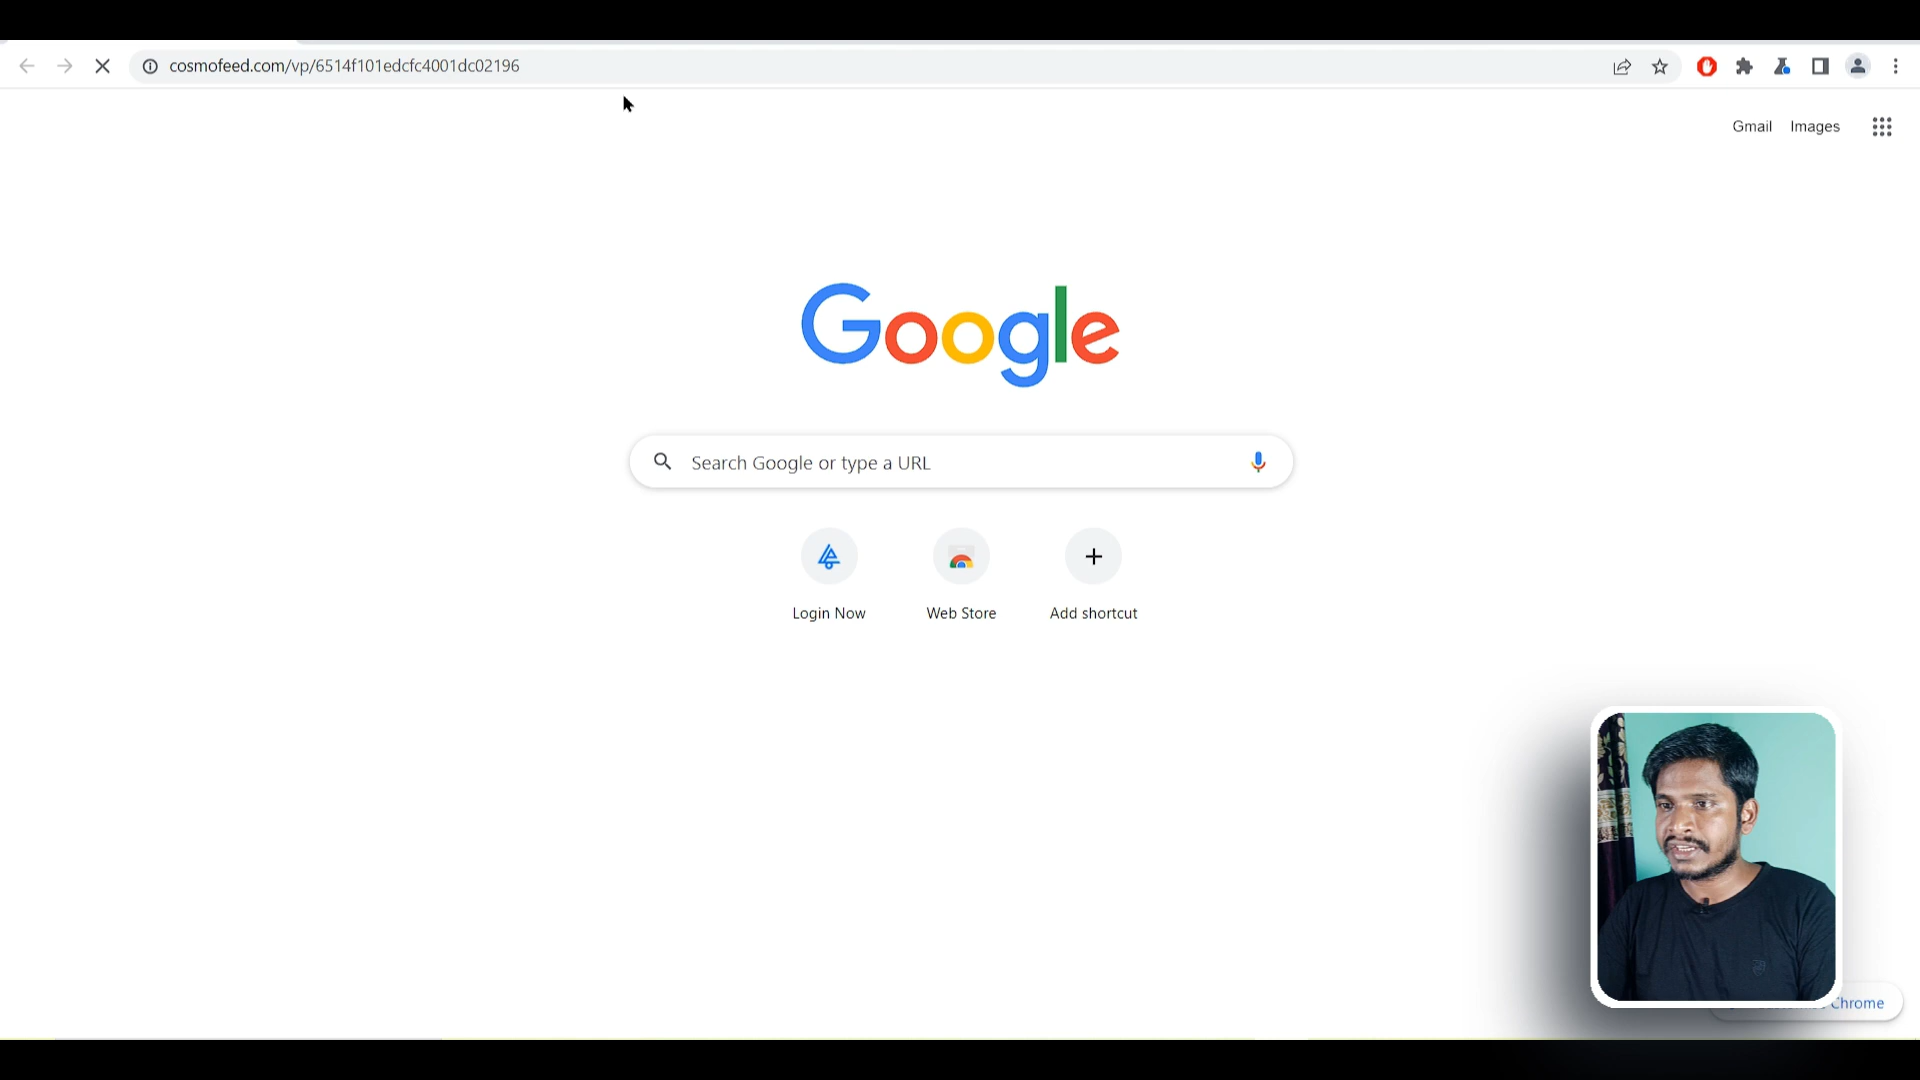 cosmofeed.com/vp/6514f101edcfc4001dc02196
Gmail Images
Google
Search Google or type a URL
Login Now
Web Store
Add shortcut
Chrome